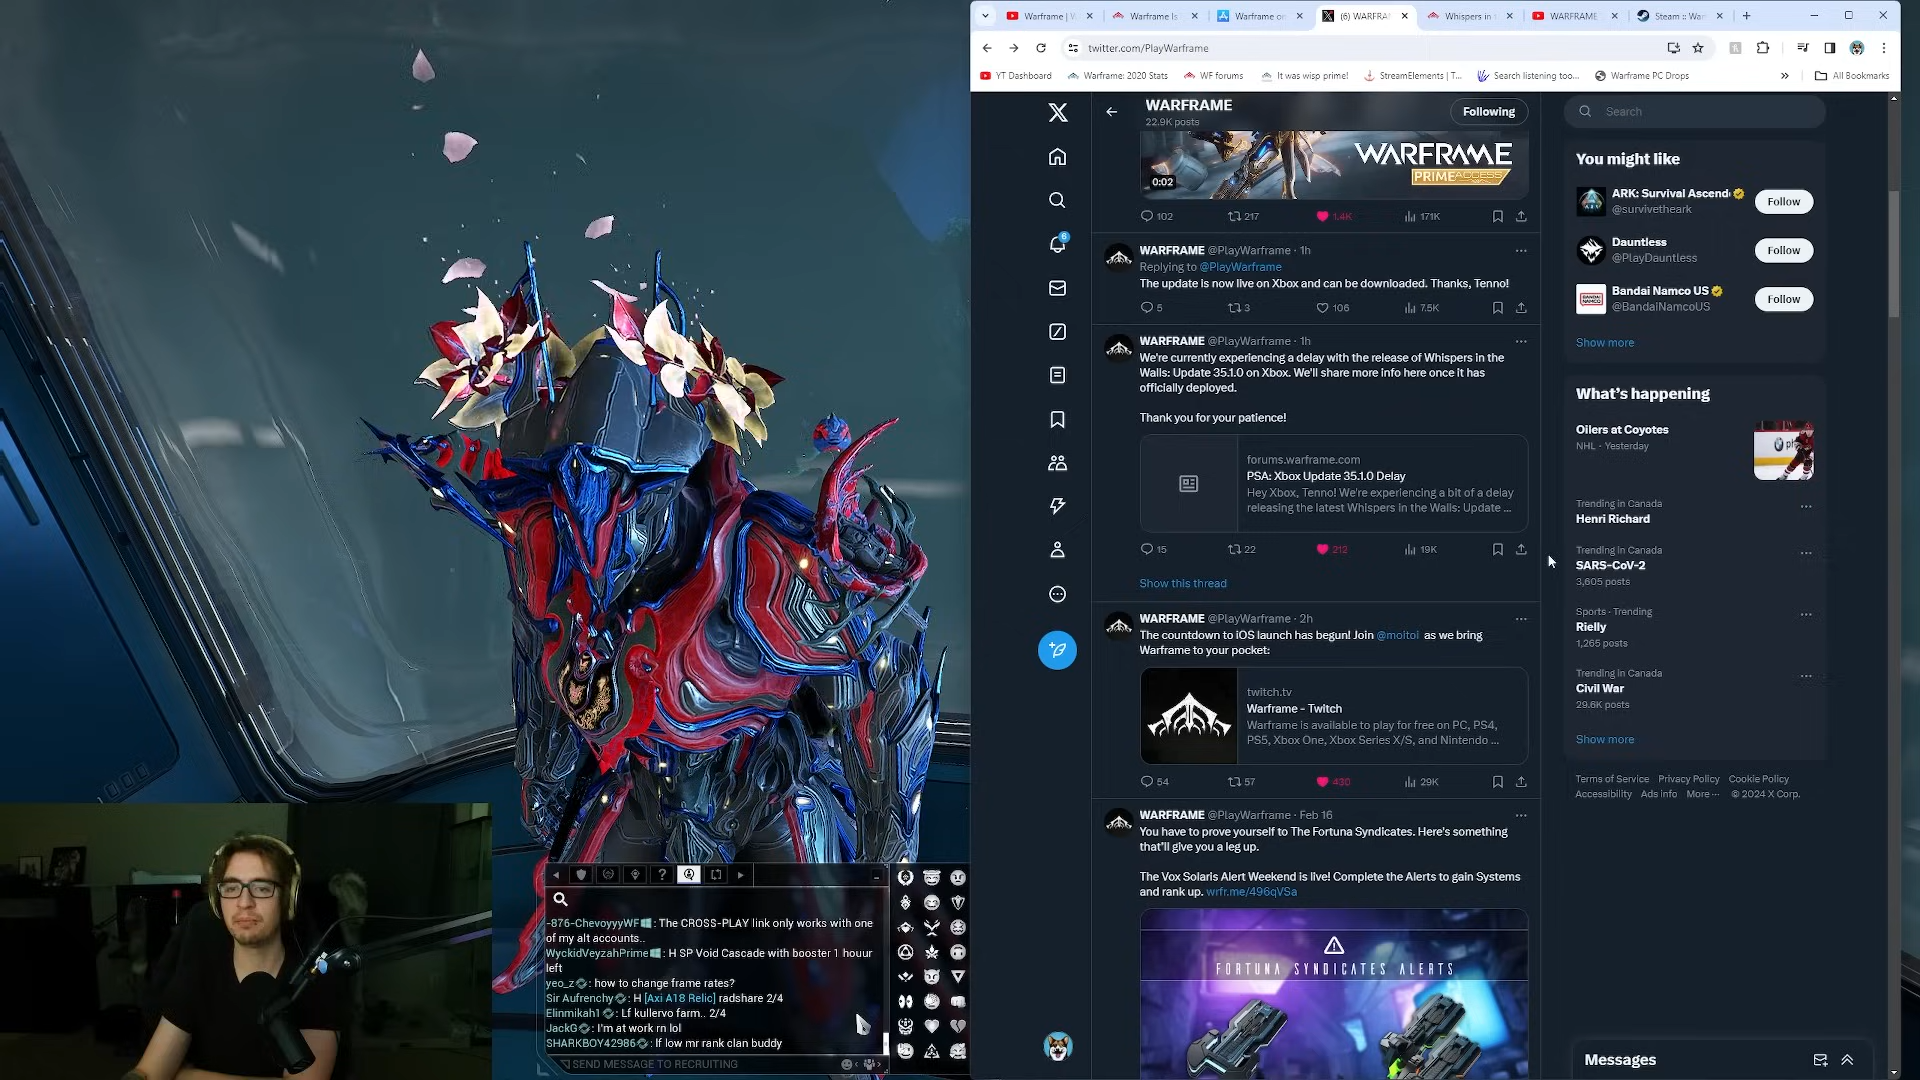 Warframe | W
Warframe Is
Warframe on
(6) WARFRA
Whispers in
WARFRAME
Steam :: War
twitter.com/PlayWarframe
YT Dashboard
Warframe: 2020 Stats
WF forums
It was wisp prime!
StreamElements | T...
Search listening too...
Warframe PC Drops
All Bookmarks
WARFRAME
22.9K posts
Following
WARFRAME
PRIME ACCESS
0:02
102 217 1.4K 171K
WARFRAME @PlayWarframe · 1h
Replying to @PlayWarframe
The update is now live on Xbox and can be downloaded. Thanks, Tenno!
5 3 106 7.5K
WARFRAME @PlayWarframe · 1h
We're currently experiencing a delay with the release of Whispers in the
Walls: Update 35.1.0 on Xbox. We'll share more info here once it has
officially deployed.
Thank you for your patience!
forums.warframe.com
PSA: Xbox Update 35.1.0 Delay
Hey Xbox, Tenno! We're experiencing a bit of a delay
releasing the latest Whispers in the Walls: Update ...
15 22 212 19K
Show this thread
WARFRAME @PlayWarframe · 2h
The countdown to iOS launch has begun! Join @moitoi as we bring
Warframe to your pocket:
twitch.tv
Warframe - Twitch
Warframe is available to play for free on PC, PS4,
PS5, Xbox One, Xbox Series X/S, and Nintendo ...
54 57 430 29K
WARFRAME @PlayWarframe · Feb 16
You have to prove yourself to The Fortuna Syndicates. Here's something
that'll give you a leg up.
The Vox Solaris Alert Weekend is live! Complete the Alerts to gain Systems
and rank up. wrfr.me/496qVSa
FORTUNA SYNDICATES ALERTS
6
Search
You might like
ARK: Survival Ascend
@survivetheark
Follow
Dauntless
@PlayDauntless
Follow
Bandai Namco US
@BandaiNamcoUS
Follow
Show more
What's happening
Oilers at Coyotes
NHL · Yesterday
Trending in Canada
Henri Richard
Trending in Canada
SARS-CoV-2
3,605 posts
Sports · Trending
Rielly
1,265 posts
Trending in Canada
Civil War
29.6K posts
Show more
Terms of Service Privacy Policy Cookie Policy
Accessibility Ads info More ··· © 2024 X Corp.
Messages
-876-ChevoyyyWF: The CROSS-PLAY link only works with one
of my alt accounts..
WyckidVeyzahPrime: H SP Void Cascade with booster 1 houur
left
yeo_z: how to change frame rates?
Sir Aufrenchy: H [Axi A18 Relic] radshare 2/4
Elinmikah1: Lf kullervo farm.. 2/4
JackG: I'm at work rn lol
SHARKBOY42986: lf low mr rank clan buddy
SEND MESSAGE TO RECRUITING